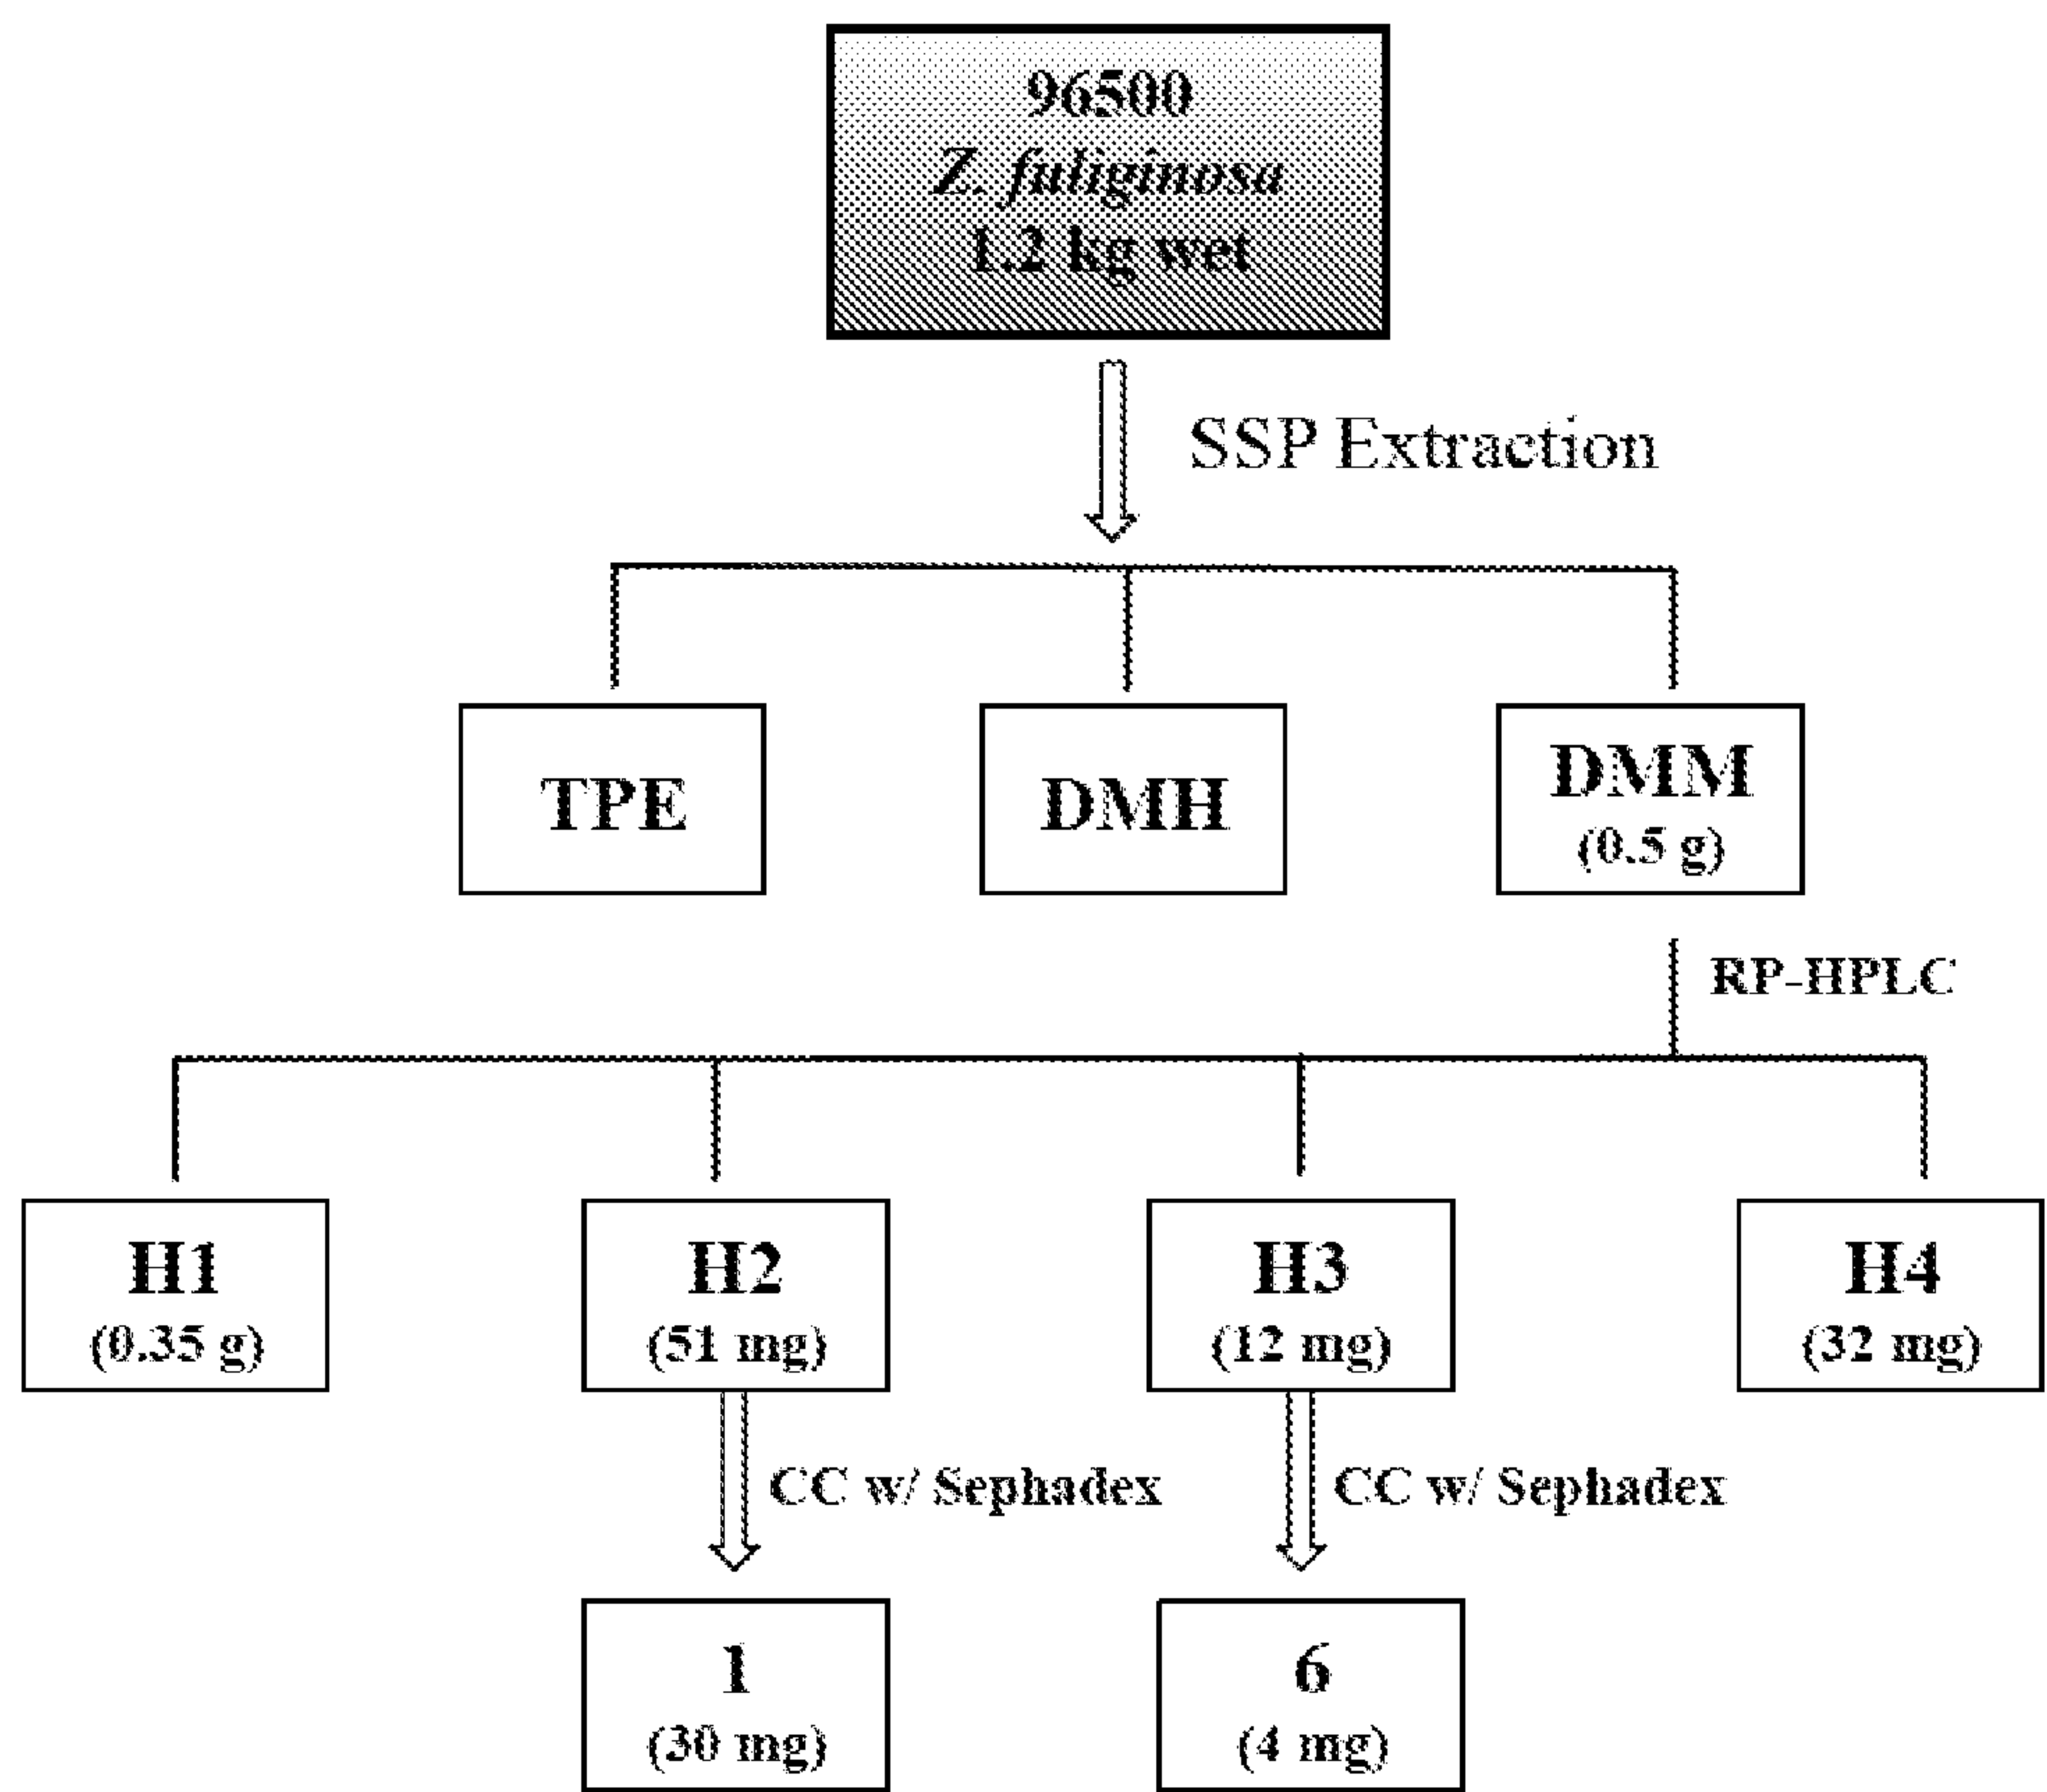 96500
Z. fuliginosa
1.2 kg wet
SSP Extraction
TPE
DMH
DMM
(0.5 g)
RP-HPLC
H1
(0.35 g)
H2
(51 mg)
H3
(12 mg)
H4
(32 mg)
CC w/ Sephadex
CC w/ Sephadex
1
(30 mg)
6
(4 mg)